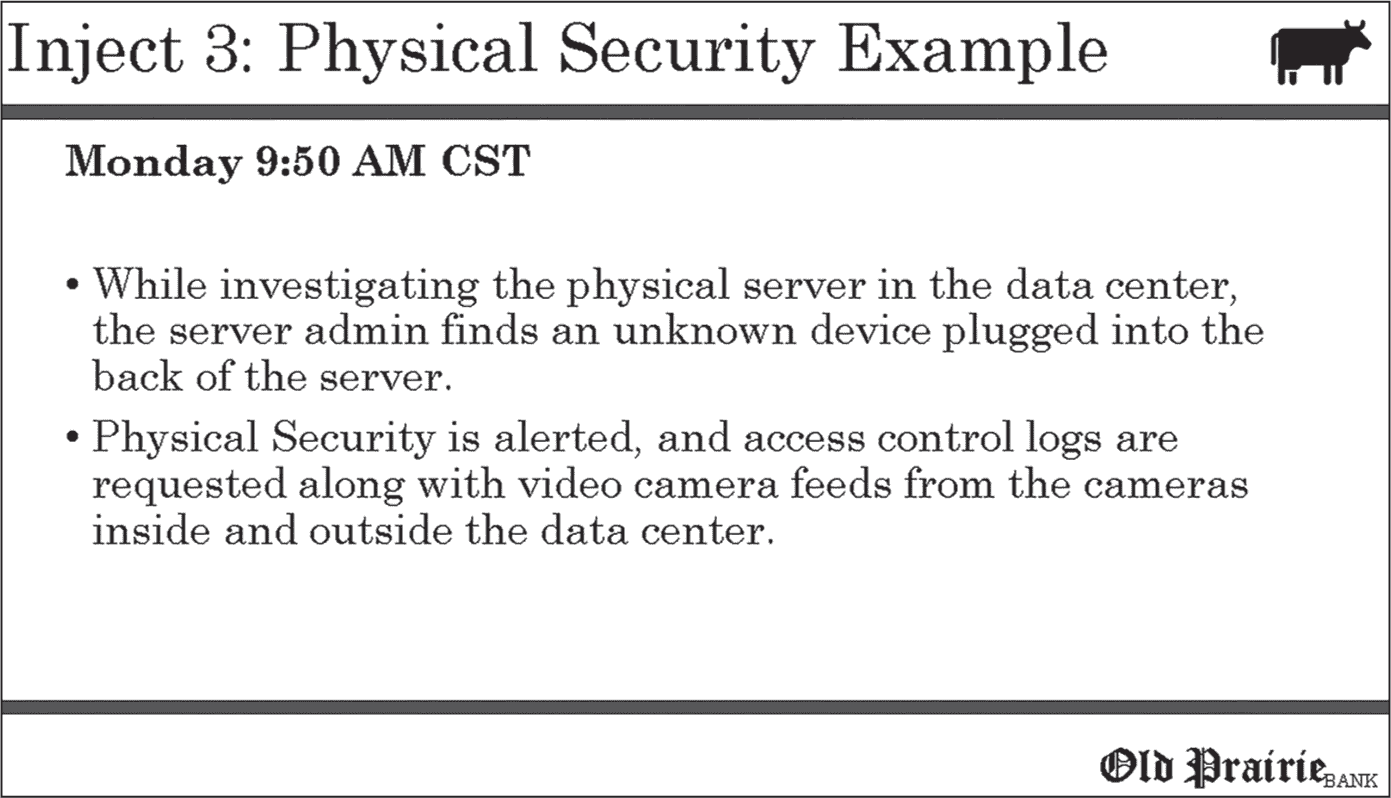 Inject 3: Physical Security Example
Monday 9:50 AM CST
• While investigating the physical server in the data center,
the server admin finds an unknown device plugged into the
back of the server.
• Physical Security is alerted, and access control logs are
requested along with video camera feeds from the cameras
inside and outside the data center.
Old Prairie BANK